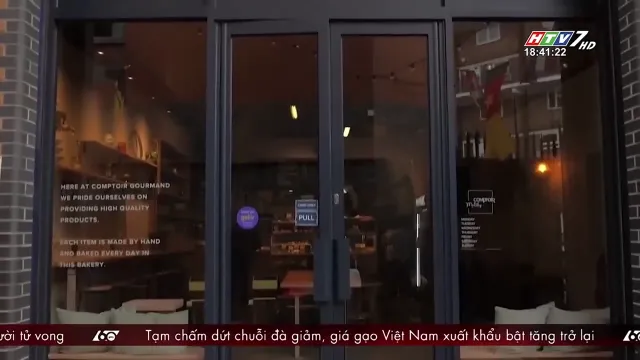 HTV7 HD
18:41:22
HERE AT COMPTOIR GOURMAND
WE PRIDE OURSELVES ON
PROVIDING HIGH QUALITY
PRODUCTS.
EACH ITEM IS MADE BY HAND
AND BAKED EVERY DAY IN
THIS BAKERY.
PULL
COMPTOIR
ười tử vong
Tạm chấm dứt chuỗi đà giảm, giá gạo Việt Nam xuất khẩu bật tăng trở lại